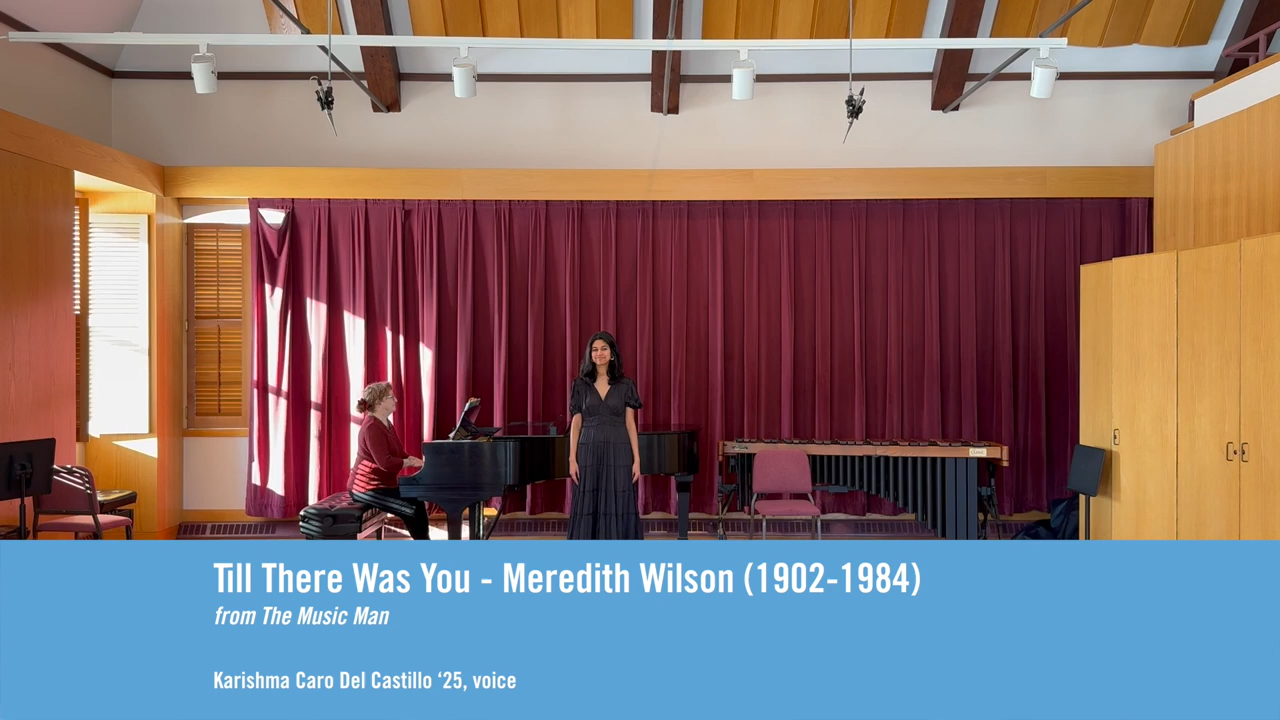 Till There Was You - Meredith Wilson (1902-1984)
from The Music Man
Karishma Caro Del Castillo ‘25, voice